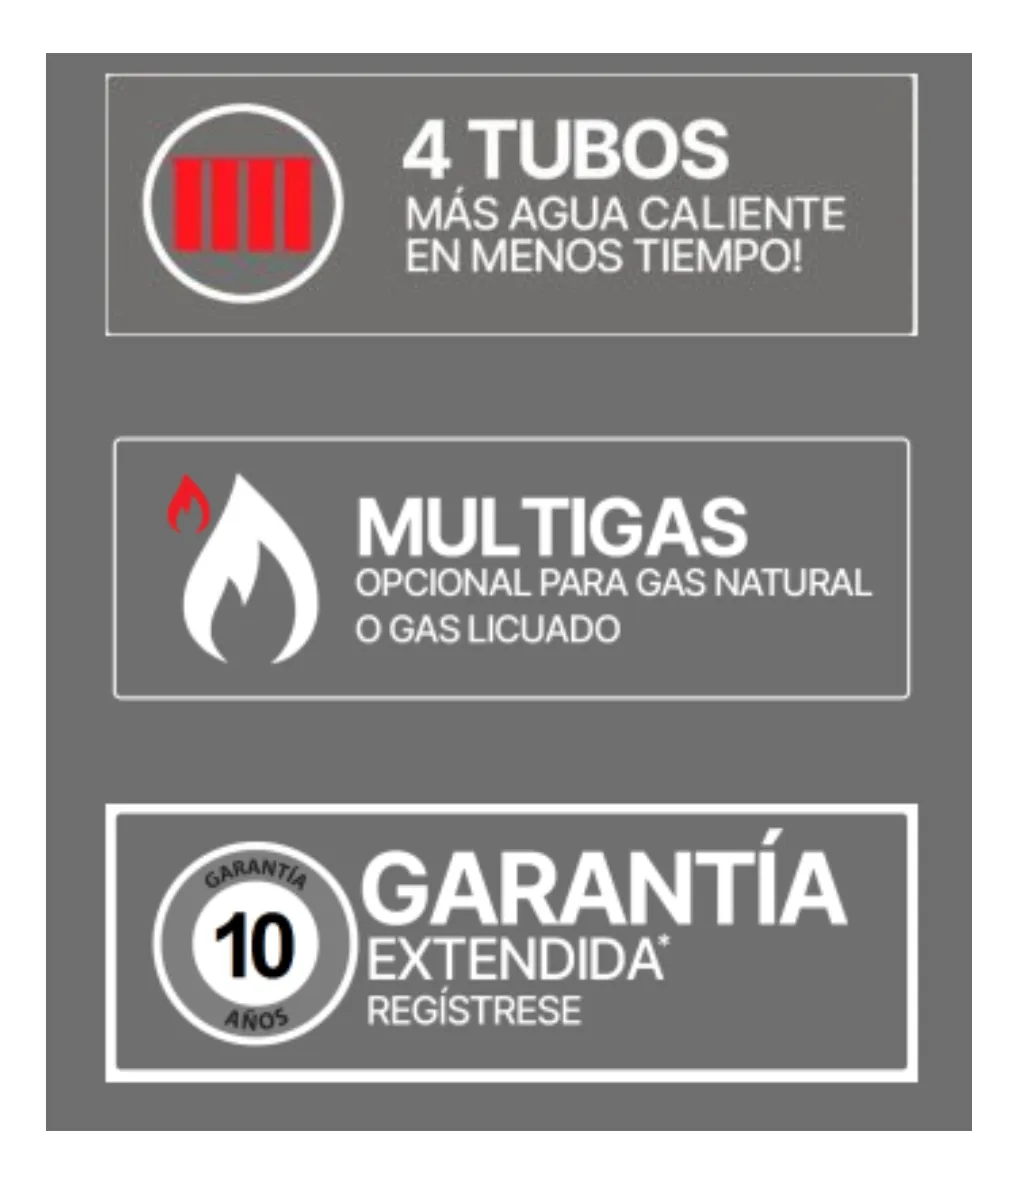 4 TUBOS
MÁS AGUA CALIENTE
EN MENOS TIEMPO!
MULTIGAS
OPCIONAL PARA GAS NATURAL
O GAS LICUADO
GARANTÍA
10
AÑOS
GARANTÍA
EXTENDIDA*
REGÍSTRESE